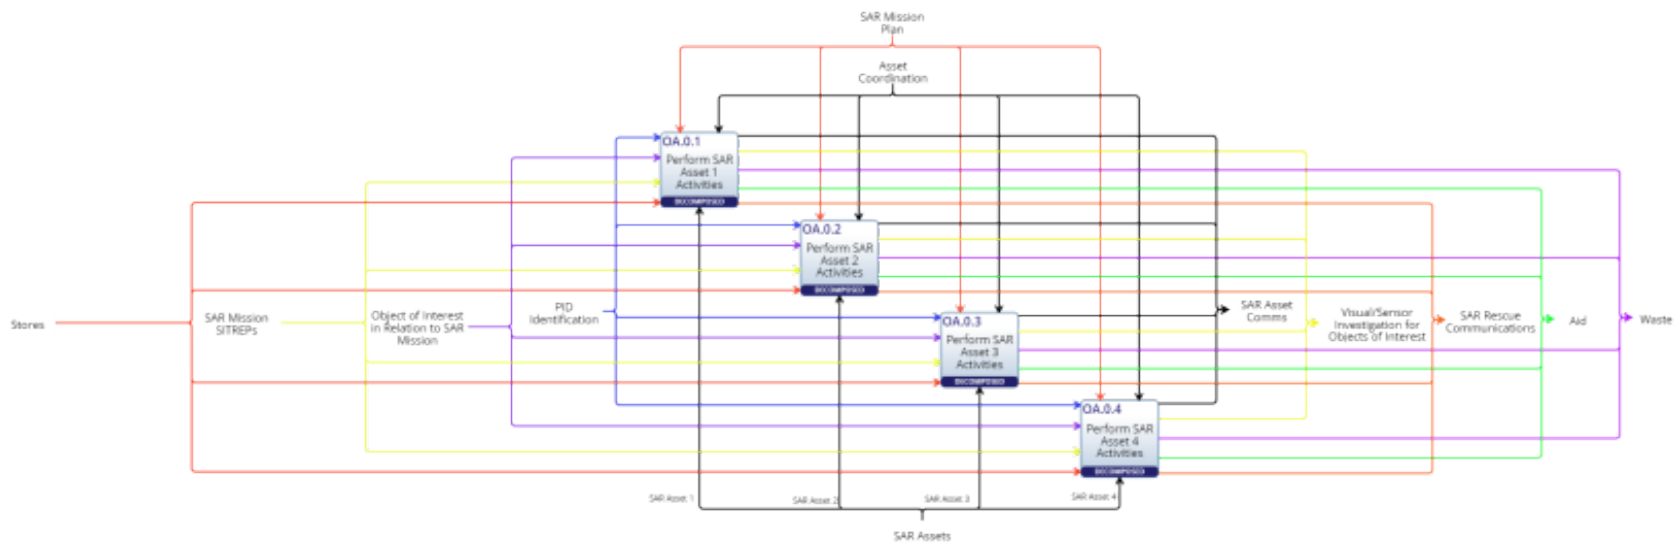 SAR Mission
Plan
Asset
Coordination
OA.0.1
Perform SAR
Asset 1
Activities
DECOMPOSED
OA.0.2
Perform SAR
Asset 2
Activities
DECOMPOSED
OA.0.3
Perform SAR
Asset 3
Activities
DECOMPOSED
OA.0.4
Perform SAR
Asset 4
Activities
DECOMPOSED
Stores
SAR Mission
SITREPs
Object of Interest
in Relation to SAR
Mission
PID
Identification
SAR Asset
Comms
Visual/Sensor
Investigation for
Objects of Interest
SAR Rescue
Communications
Aid
Waste
SAR Asset 1
SAR Asset 2
SAR Asset 3
SAR Asset 4
SAR Assets